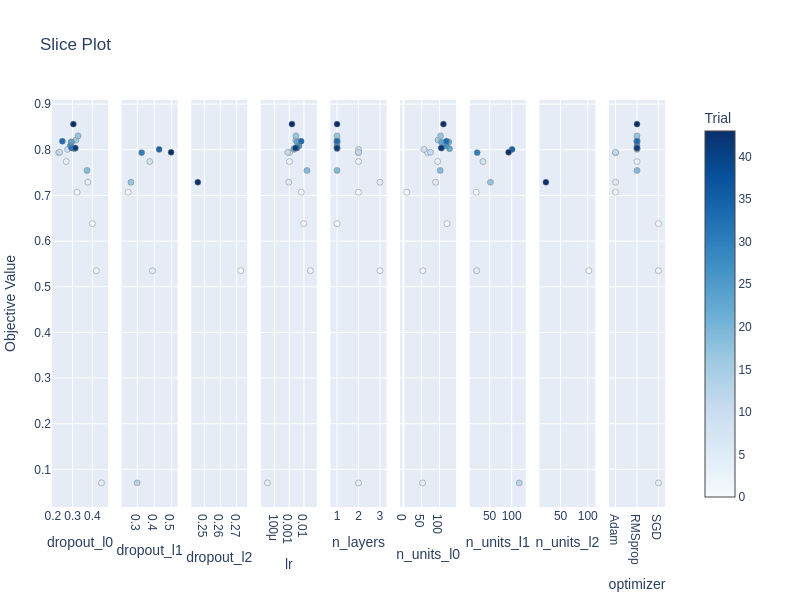 Slice Plot
Trial
0.9
0.8
0.7
0.6
0.5
0.4
0.3
0.2
0.1
Objective Value
40
35
30
25
20
15
10
5
0
0.2 0.3 0.4
0.3 0.4 0.5
0.25 0.26 0.27
100μ 0.001 0.01
1 2 3
0 50 100
50 100
50 100
Adam RMSprop SGD
dropout_l0
dropout_l1
dropout_l2
lr
n_layers
n_units_l0
n_units_l1
n_units_l2
optimizer